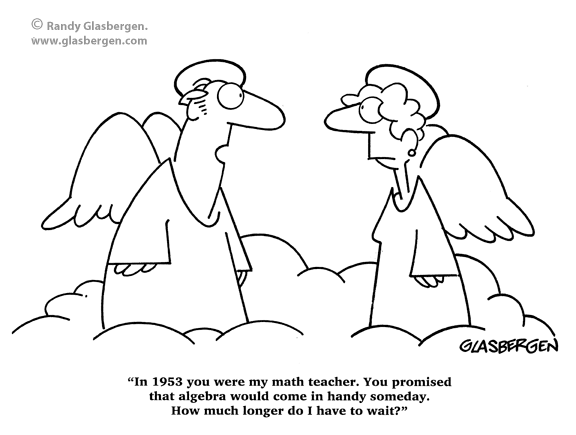 © Randy Glasbergen.
www.glasbergen.com
GLASBERGEN
“In 1953 you were my math teacher. You promised
that algebra would come in handy someday.
How much longer do I have to wait?”